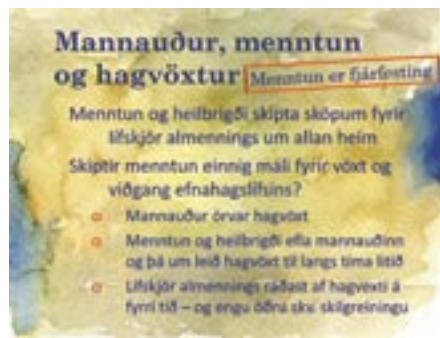 Mannauður, menntun
og hagvöxtur
Menntun er fjárfesting
Menntun og heilbrigði skipta sköpum fyrir
lífskjör almennings um allan heim
Skiptir menntun einnig máli fyrir vöxt og
viðgang efnahagslífsins?
Mannauður örvar hagvöxt
Menntun og heilbrigði efla mannauðinn
og þá um leið hagvöxt til langs tíma litið
Lífskjör almennings ráðast af hagvexti á
fyrri tíð – og engu öðru skv. skilgreiningu